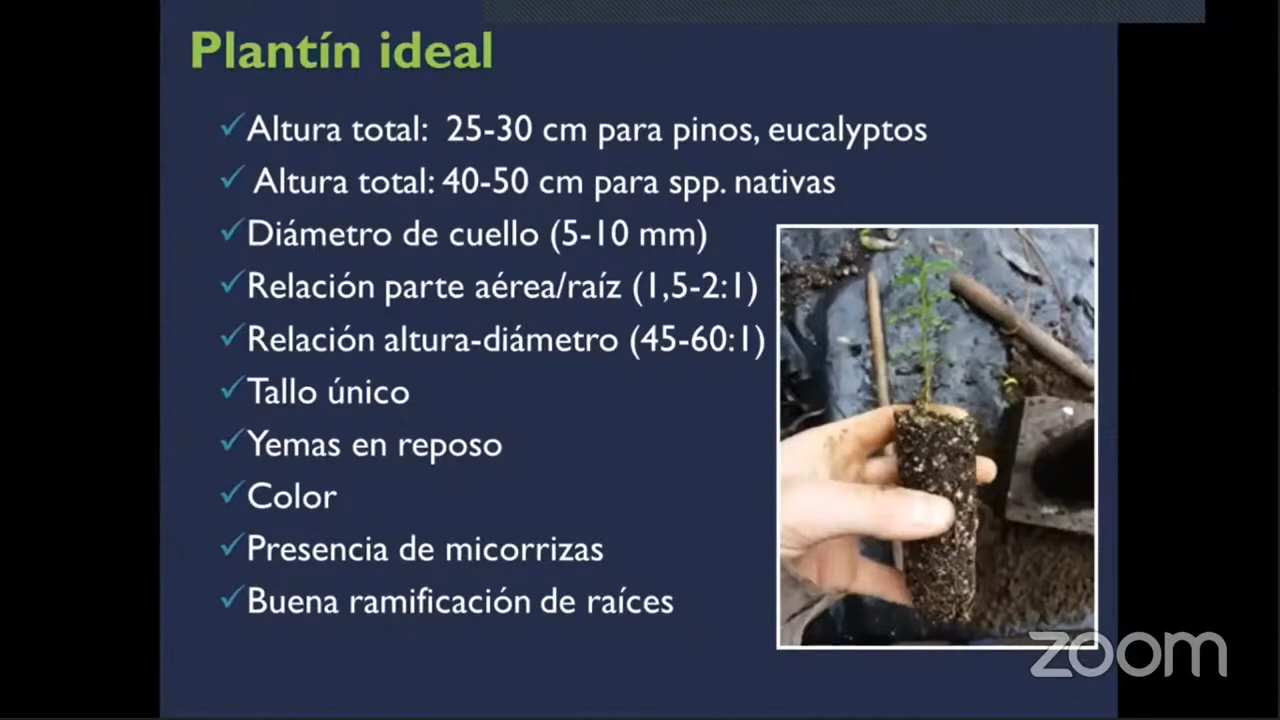 Plantín ideal
✓Altura total: 25-30 cm para pinos, eucalyptos
✓ Altura total: 40-50 cm para spp. nativas
✓Diámetro de cuello (5-10 mm)
✓Relación parte aérea/raíz (1,5-2:1)
✓Relación altura-diámetro (45-60:1)
✓Tallo único
✓Yemas en reposo
✓Color
✓Presencia de micorrizas
✓Buena ramificación de raíces
zoom